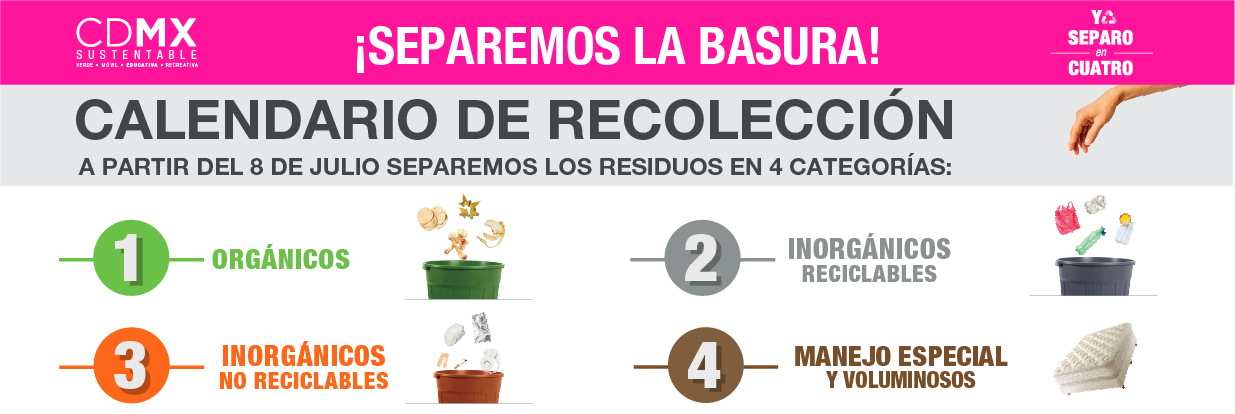 CDMX
SUSTENTABLE
VERDE • MÓVIL • EDUCATIVA • RECREATIVA
¡SEPAREMOS LA BASURA!
YA
SEPARO
en
CUATRO
CALENDARIO DE RECOLECCIÓN
A PARTIR DEL 8 DE JULIO SEPAREMOS LOS RESIDUOS EN 4 CATEGORÍAS:
1
ORGÁNICOS
2
INORGÁNICOS
RECICLABLES
3
INORGÁNICOS
NO RECICLABLES
4
MANEJO ESPECIAL
Y VOLUMINOSOS